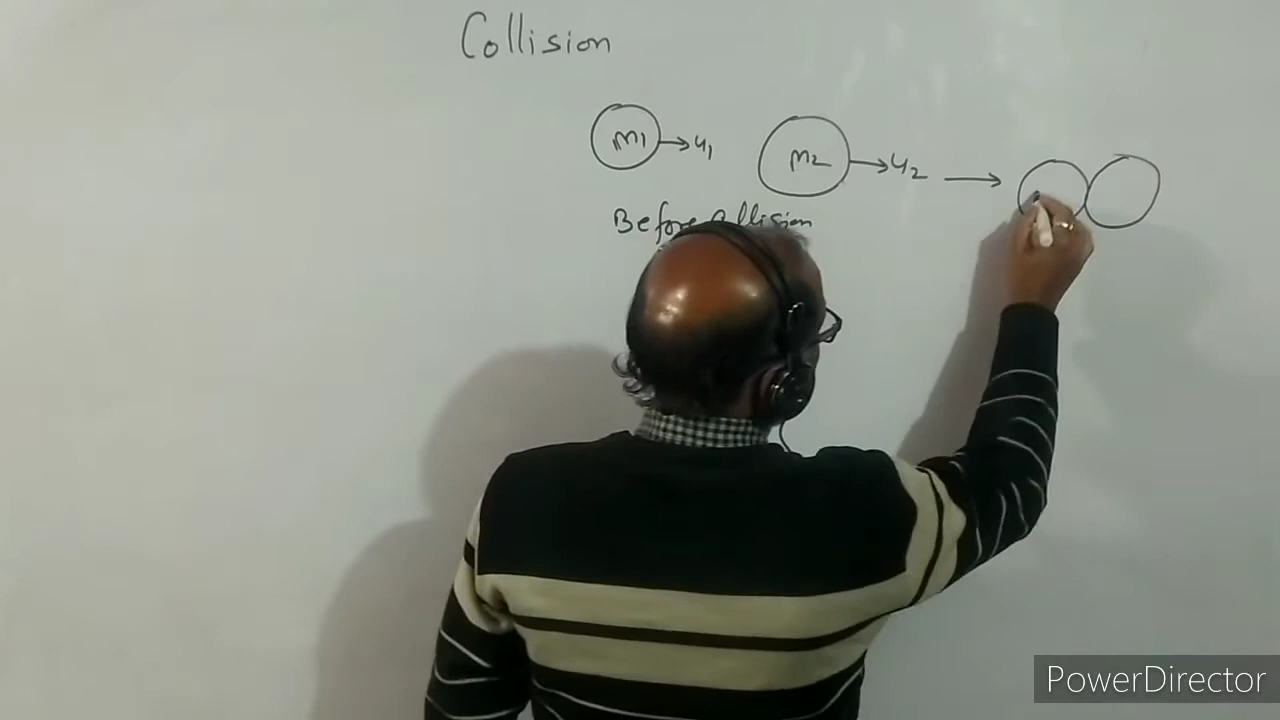 Collision
m1 → u1 m2 → u2 →
Before Collision
PowerDirector